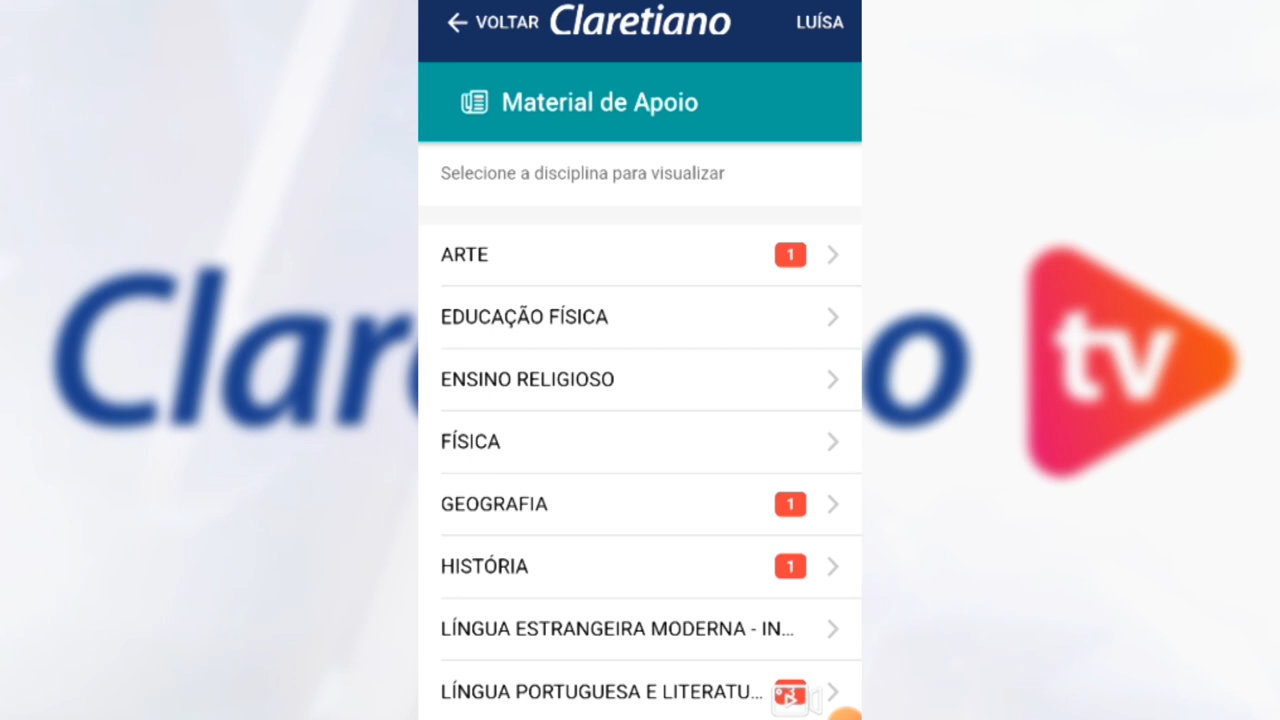 ← VOLTAR Claretiano LUÍSA
Material de Apoio
Selecione a disciplina para visualizar
ARTE 1
EDUCAÇÃO FÍSICA
ENSINO RELIGIOSO
FÍSICA
GEOGRAFIA 1
HISTÓRIA 1
LÍNGUA ESTRANGEIRA MODERNA - IN...
LÍNGUA PORTUGUESA E LITERATU...
Clar
o tv